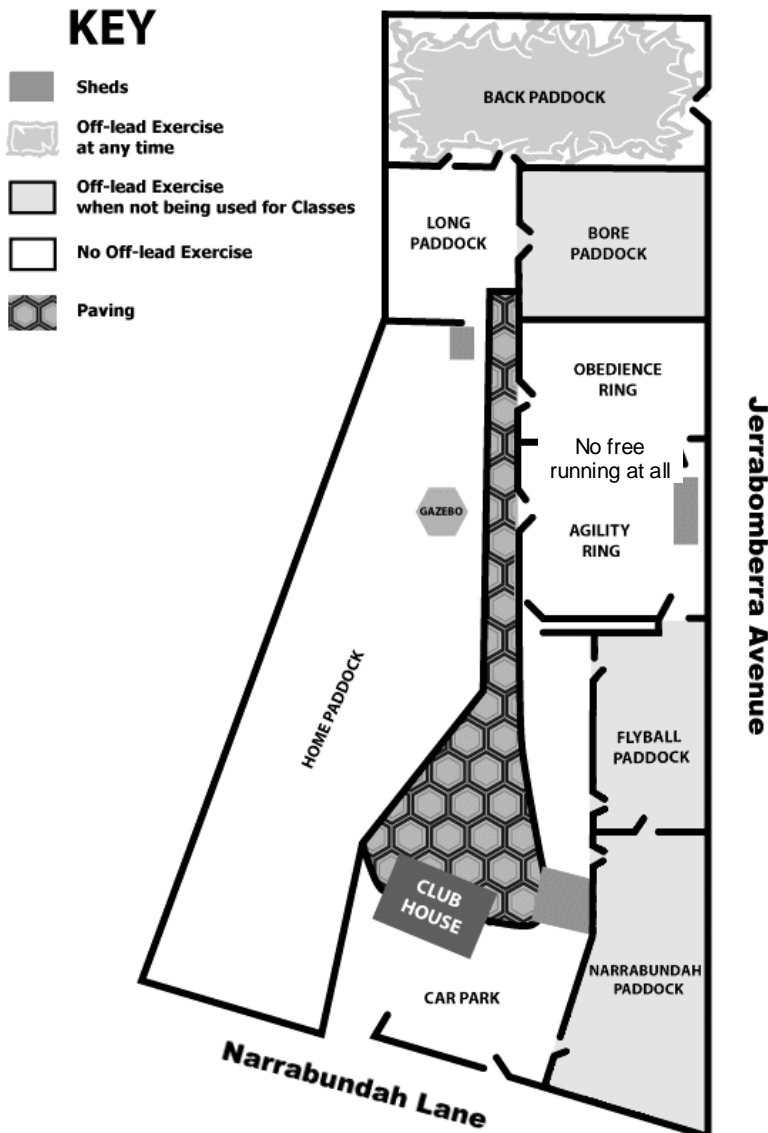 KEY
Sheds
Off-lead Exercise
at any time
Off-lead Exercise
when not being used for Classes
No Off-lead Exercise
Paving
BACK PADDOCK
LONG
PADDOCK
BORE
PADDOCK
OBEDIENCE
RING
No free
running at all
GAZEBO
AGILITY
RING
Jerrabomberra Avenue
HOME PADDOCK
FLYBALL
PADDOCK
CLUB
HOUSE
NARRABUNDAH
PADDOCK
CAR PARK
Narrabundah Lane